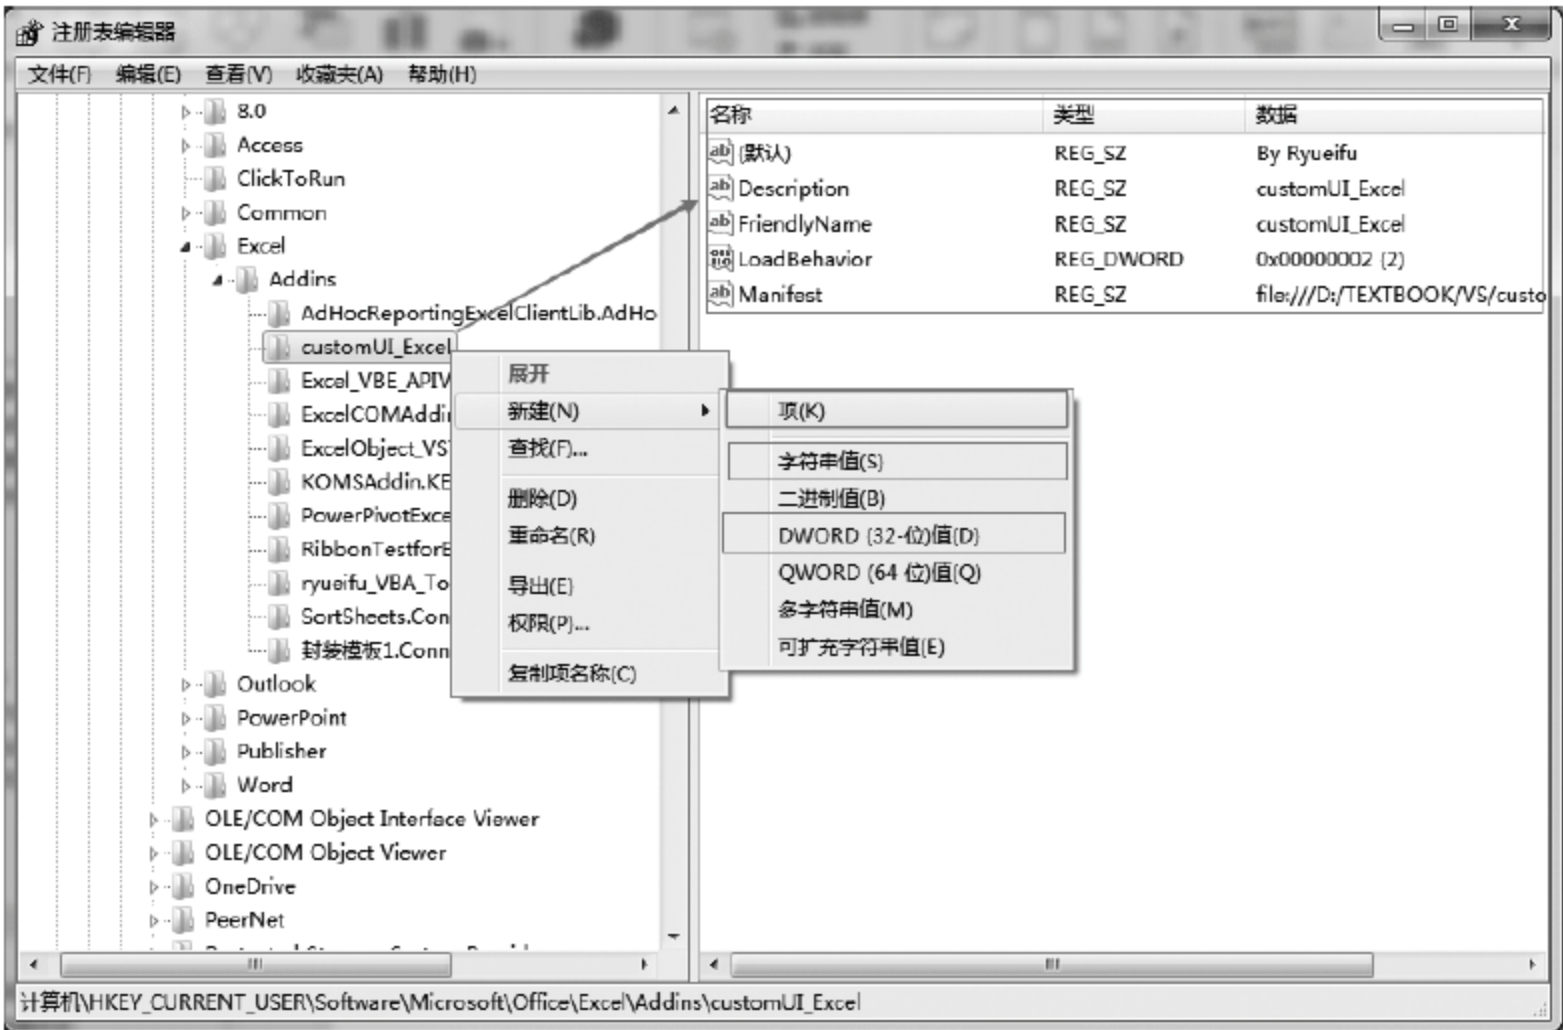 注册表编辑器
文件(F) 编辑(E) 查看(V) 收藏夹(A) 帮助(H)
8.0
Access
ClickToRun
Common
Excel
Addins
AdHocReportingExcelClientLib.AdHo
customUI_Excel
Excel_VBE_APIV
ExcelCOMAddi
ExcelObject_VS
KOMSAddin.KE
PowerPivotExce
RibbonTestforE
ryueifu_VBA_To
SortSheets.Con
封装模板1.Conn
Outlook
PowerPoint
Publisher
Word
OLE/COM Object Interface Viewer
OLE/COM Object Viewer
OneDrive
PeerNet
展开
新建(N)
查找(F)...
删除(D)
重命名(R)
导出(E)
权限(P)...
复制项名称(C)
项(K)
字符串值(S)
二进制值(B)
DWORD (32-位)值(D)
QWORD (64 位)值(Q)
多字符串值(M)
可扩充字符串值(E)
名称 类型 数据
(默认) REG_SZ By Ryueifu
Description REG_SZ customUI_Excel
FriendlyName REG_SZ customUI_Excel
LoadBehavior REG_DWORD 0x00000002 (2)
Manifest REG_SZ file:///D:/TEXTBOOK/VS/custo
计算机\HKEY_CURRENT_USER\Software\Microsoft\Office\Excel\Addins\customUI_Excel